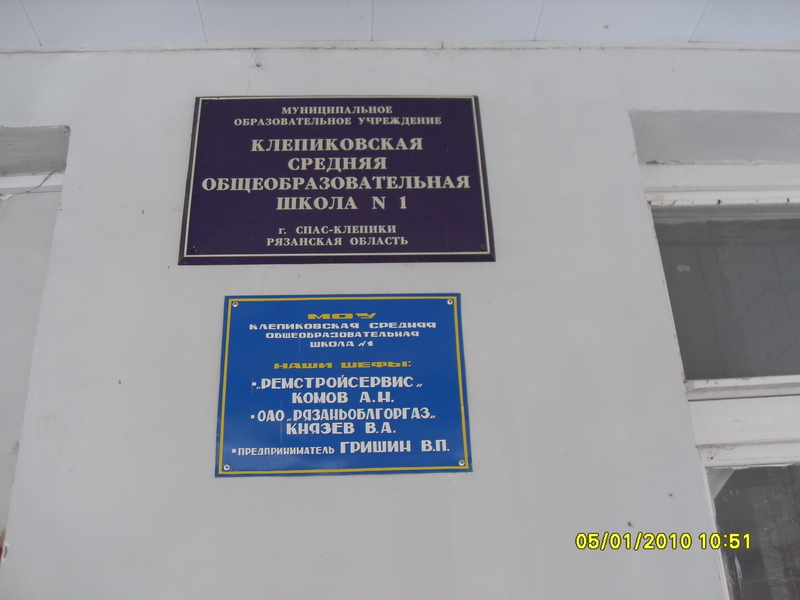 МУНИЦИПАЛЬНОЕ
ОБРАЗОВАТЕЛЬНОЕ УЧРЕЖДЕНИЕ
КЛЕПИКОВСКАЯ
СРЕДНЯЯ
ОБЩЕОБРАЗОВАТЕЛЬНАЯ
ШКОЛА N 1
г. СПАС-КЛЕПИКИ
РЯЗАНСКАЯ ОБЛАСТЬ
МОУ
КЛЕПИКОВСКАЯ СРЕДНЯЯ
ОБЩЕОБРАЗОВАТЕЛЬНАЯ
ШКОЛА №1
НАШИ ШЕФЫ:
▪„РЕМСТРОЙСЕРВИС„
КОМОВ А.Н.
▪ОАО „РЯЗАНЬОБЛГОРГАЗ„
КНЯЗЕВ В.А.
▪ПРЕДПРИНИМАТЕЛЬ ГРИШИН В.П.
05/01/2010 10:51